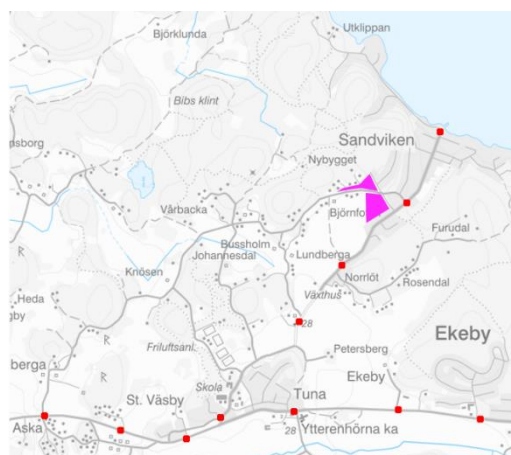 Utklippan
Björklunda
Bibs klint
Sandviken
nsborg
Nybygget
Vårbacka
Björnfo
Furudal
Bussholm
Johannesdal
Lundberga
Knösen
Norrlöt
Heda
Rosendal
Växthus
gby
R
28
Ekeby
Friluftsanl.
Petersberg
berga
R
Ekeby
Skola
St. Väsby
Tuna
Aska
28
Ytterenhörna ka